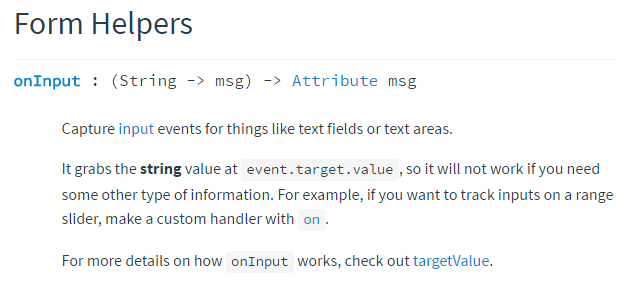 Form Helpers
onInput : (String -> msg) -> Attribute msg
Capture input events for things like text fields or text areas.
It grabs the string value at event.target.value, so it will not work if you need
some other type of information. For example, if you want to track inputs on a range
slider, make a custom handler with on.
For more details on how onInput works, check out targetValue.